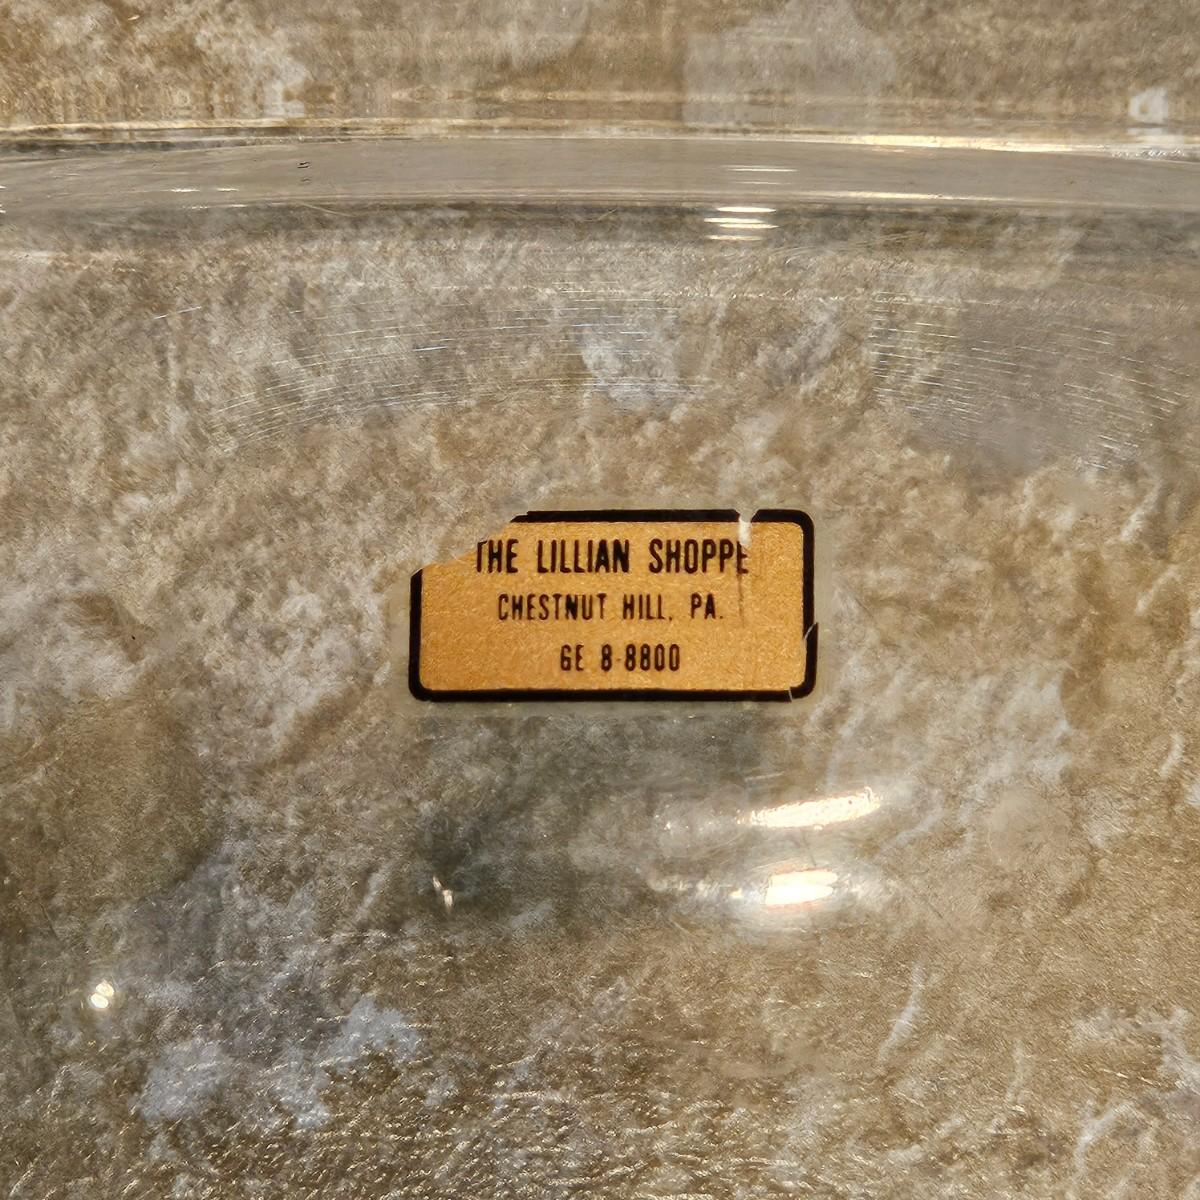 THE LILLIAN SHOPPE
CHESTNUT HILL, PA.
GE 8-8800